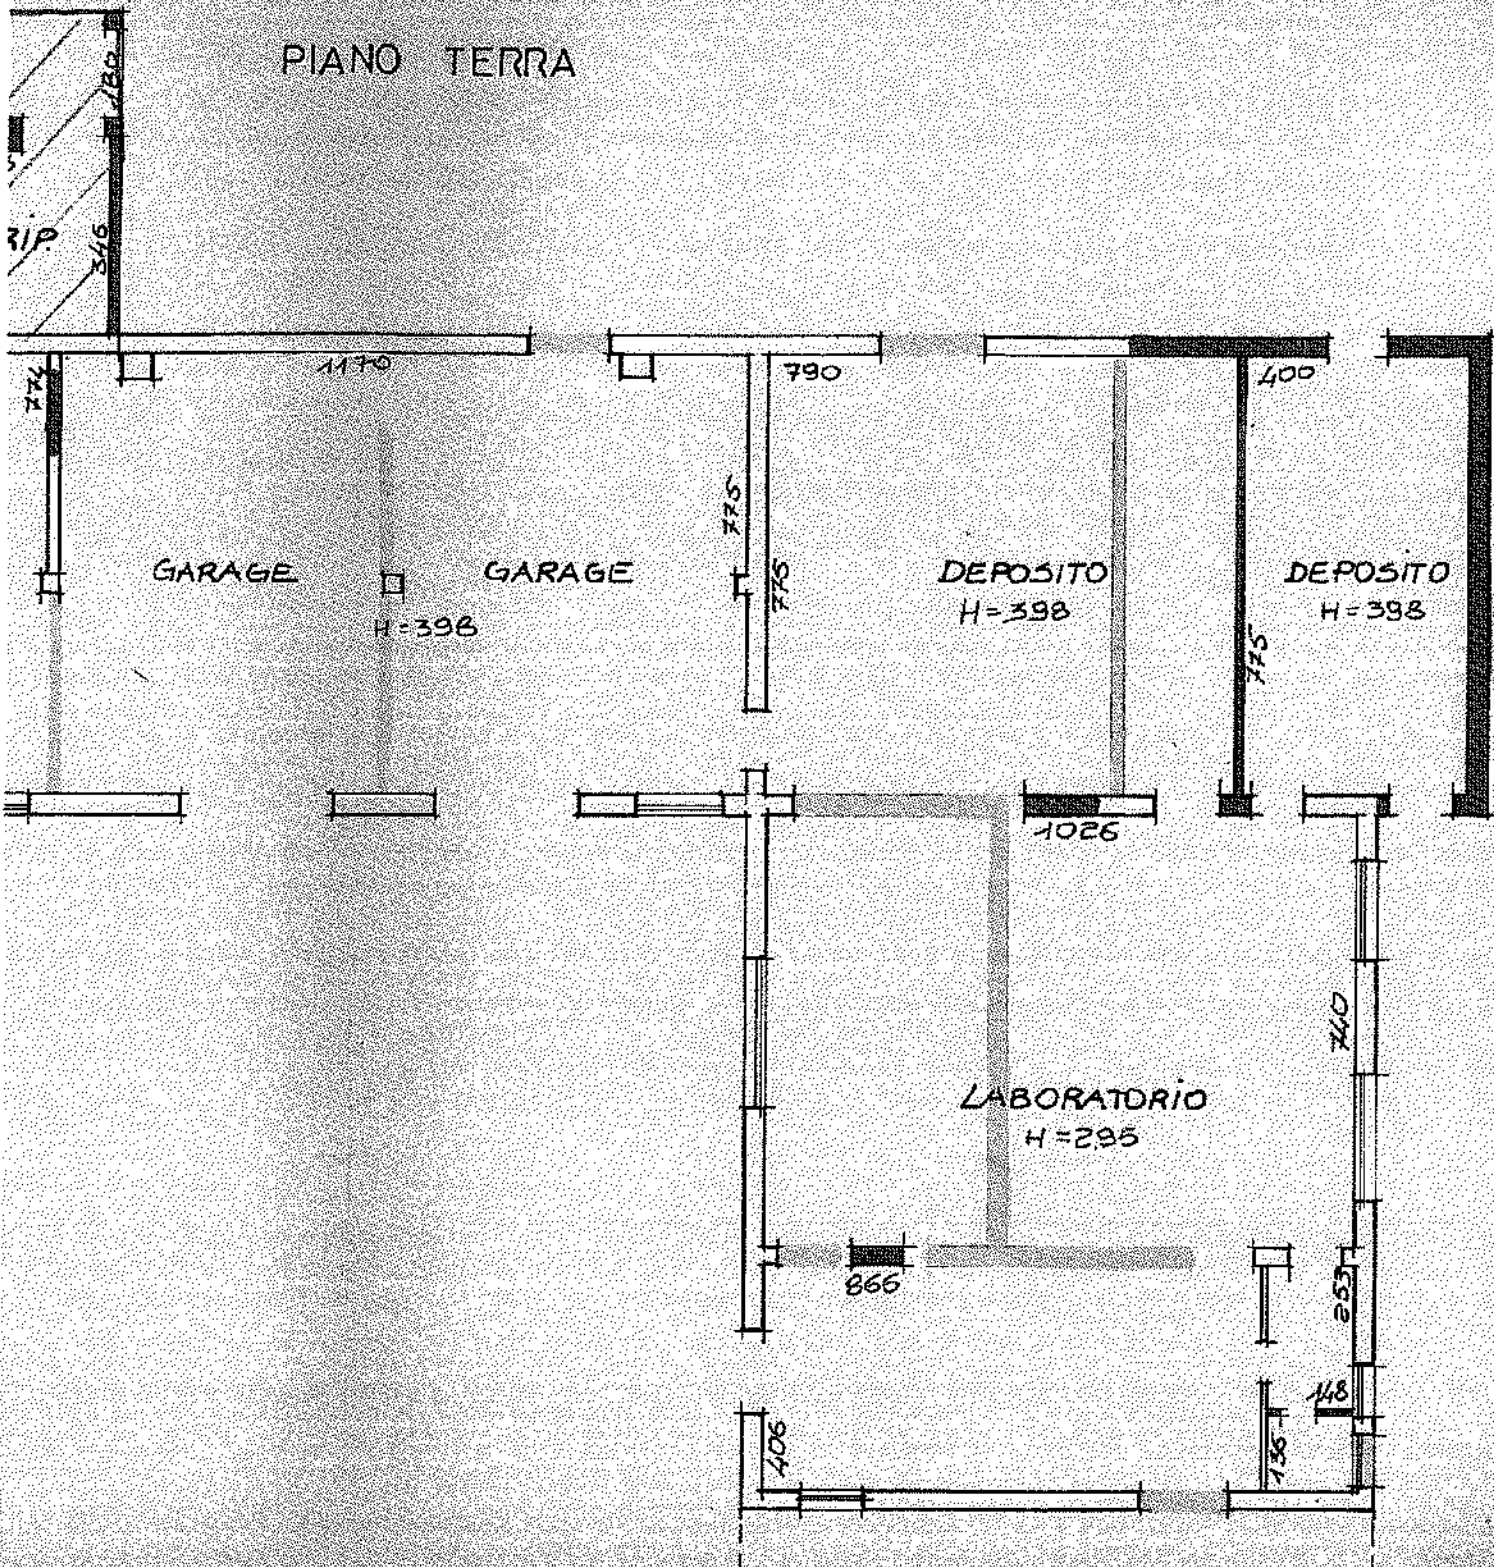 PIANO TERRA
180
RIP.
346
774
1170
790
400
775
775
GARAGE
GARAGE
H=398
DEPOSITO
H=398
DEPOSITO
H=398
775
1026
740
LABORATORIO
H=2,95
866
253
148
406
136